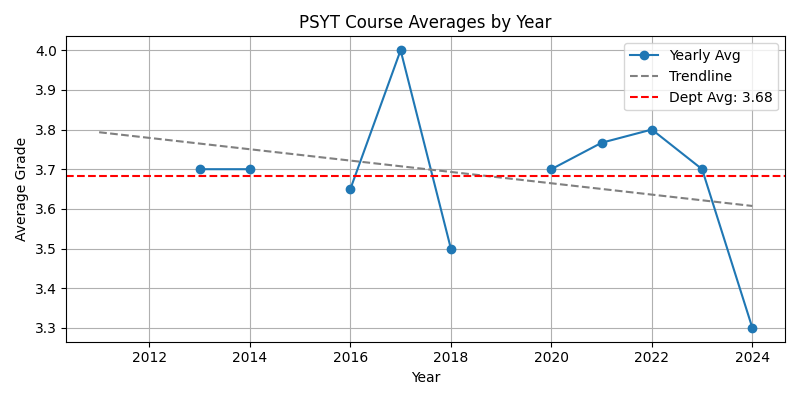 PSYT Course Averages by Year
Yearly Avg
Trendline
Dept Avg: 3.68
Average Grade
4.0
3.9
3.8
3.7
3.6
3.5
3.4
3.3
2012 2014 2016 2018 2020 2022 2024
Year